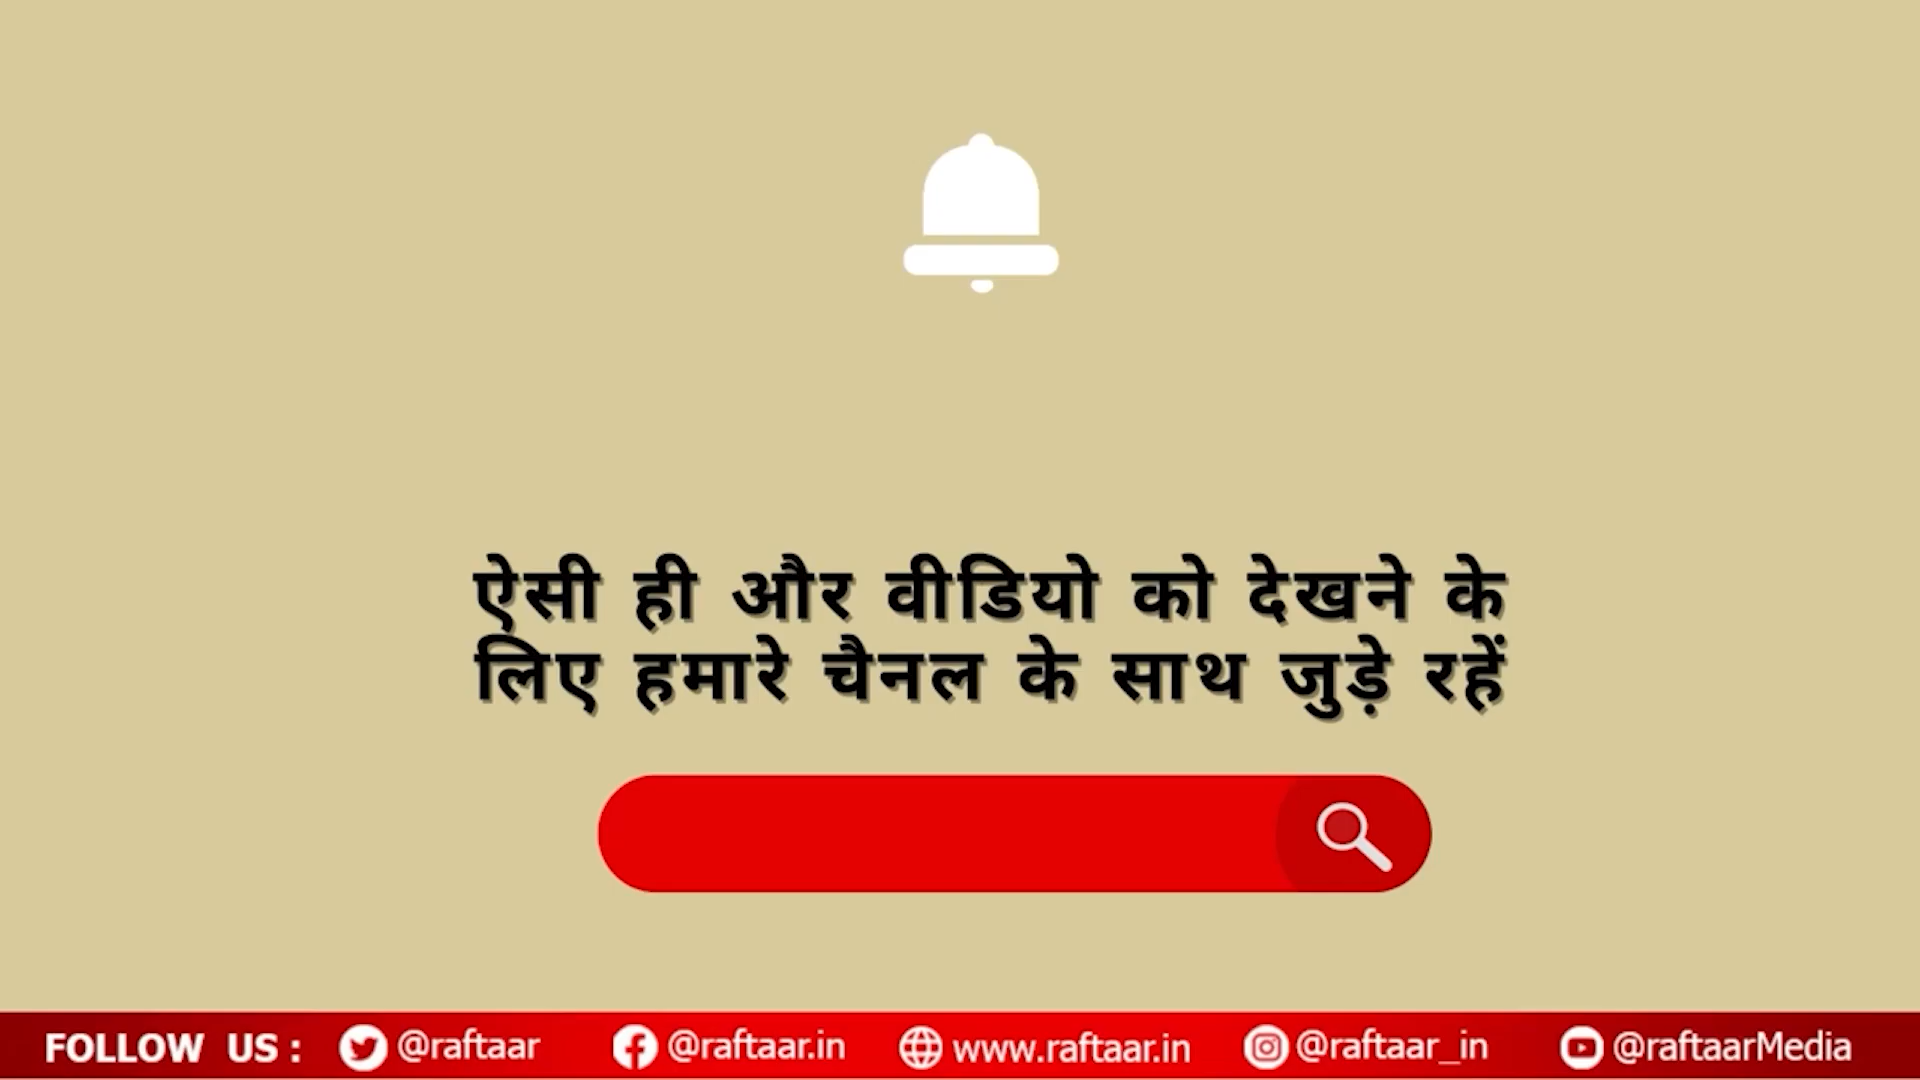 ऐसी ही और वीडियो को देखने के
लिए हमारे चैनल के साथ जुड़े रहें
FOLLOW US : @raftaar @raftaar.in www.raftaar.in @raftaar_in @raftaarMedia